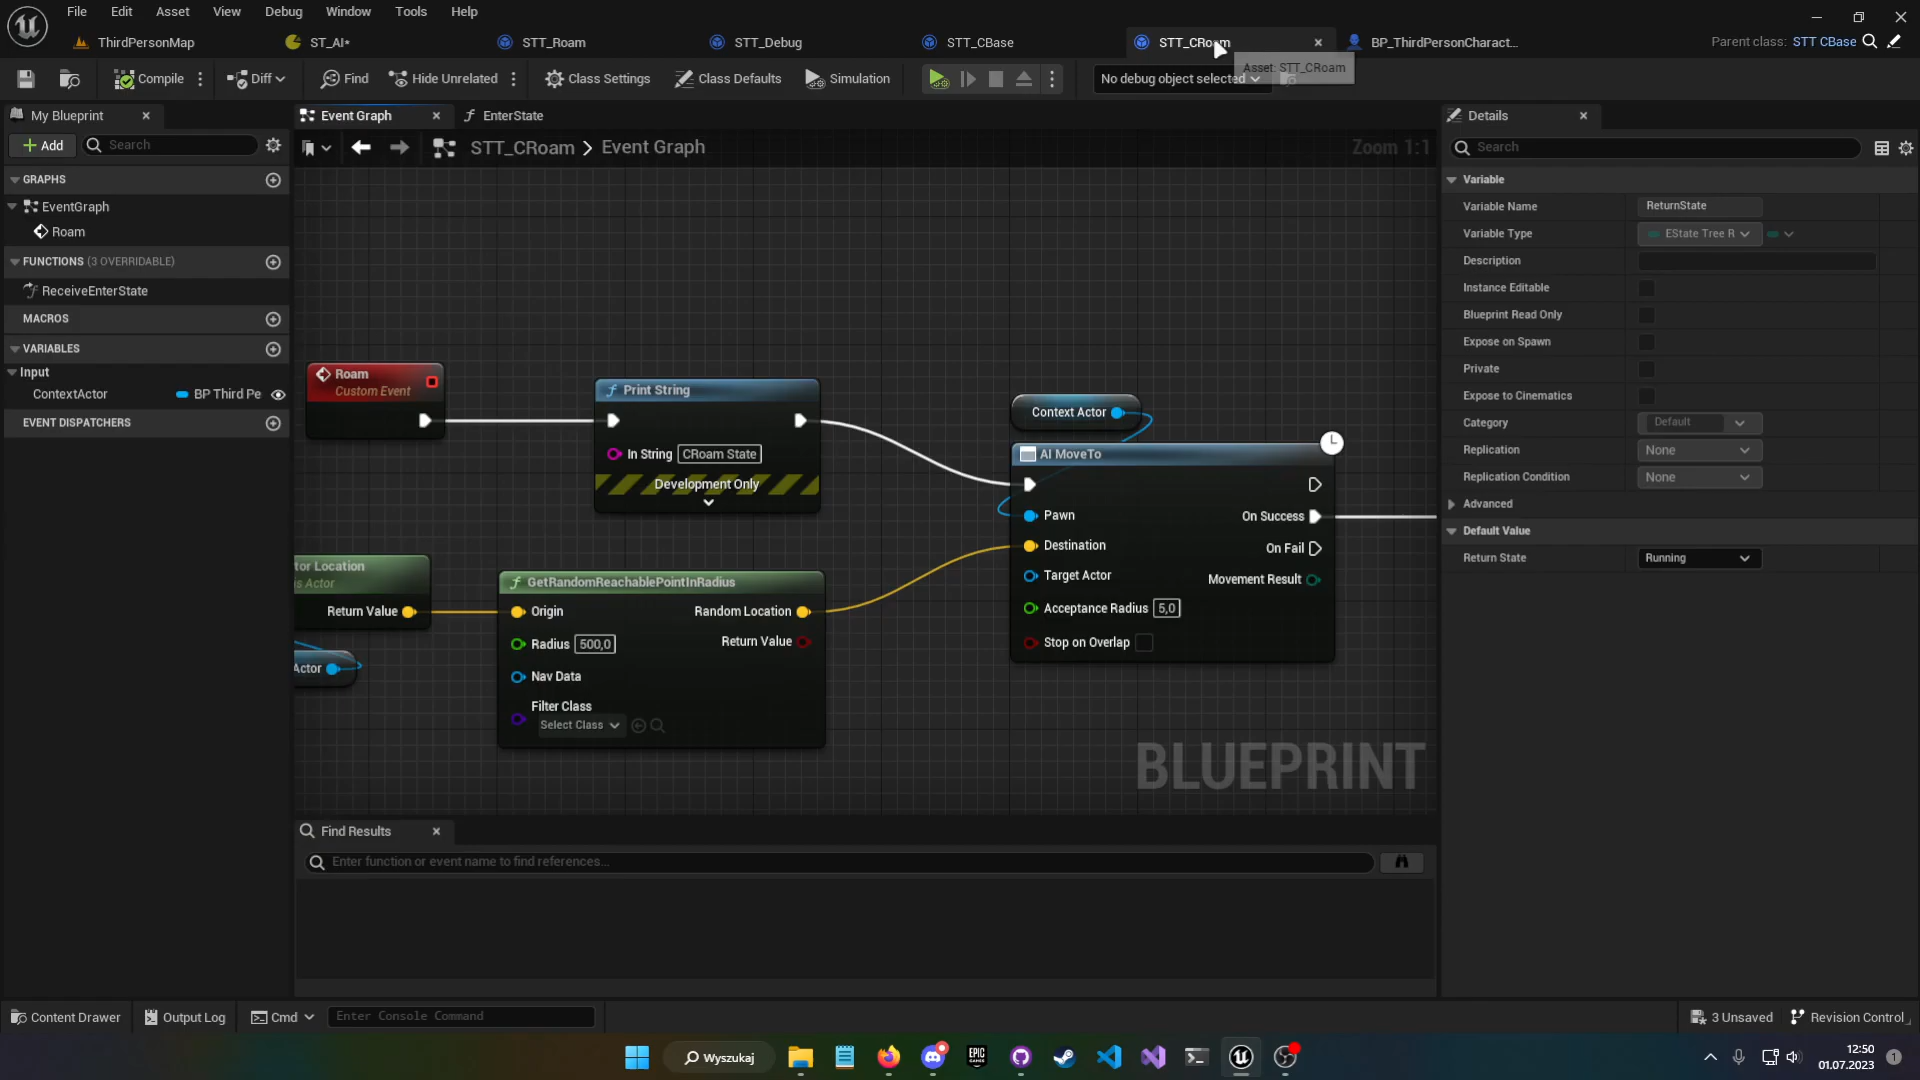 File Edit Asset View Debug Window Tools Help
ThirdPersonMap
ST_AI*
STT_Roam
STT_Debug
STT_CBase
STT_CRoam
BP_ThirdPersonCharact...
Parent class: STT CBase
Compile
Diff
Find
Hide Unrelated
Class Settings
Class Defaults
Simulation
No debug object selected
Asset: STT_CRoam
My Blueprint
Event Graph
EnterState
Details
Add
Search
STT_CRoam > Event Graph
Zoom 1:1
Search
GRAPHS
EventGraph
Roam
FUNCTIONS (3 OVERRIDABLE)
ReceiveEnterState
MACROS
VARIABLES
Input
ContextActor
BP Third Pe
EVENT DISPATCHERS
Roam
Custom Event
Print String
In String CRoam State
Development Only
Context Actor
AI MoveTo
Pawn
On Success
Destination
On Fail
Target Actor
Movement Result
Acceptance Radius 5,0
Stop on Overlap
tor Location
is Actor
Return Value
Actor
GetRandomReachablePointInRadius
Origin
Random Location
Radius 500,0
Return Value
Nav Data
Filter Class
Select Class
BLUEPRINT
Variable
Variable Name ReturnState
Variable Type EState Tree R
Description
Instance Editable
Blueprint Read Only
Expose on Spawn
Private
Expose to Cinematics
Category Default
Replication None
Replication Condition None
Advanced
Default Value
Return State Running
Find Results
Enter function or event name to find references...
Content Drawer
Output Log
Cmd
Enter Console Command
3 Unsaved
Revision Control
Wyszukaj
EPIC GAMES
12:50
01.07.2023
1